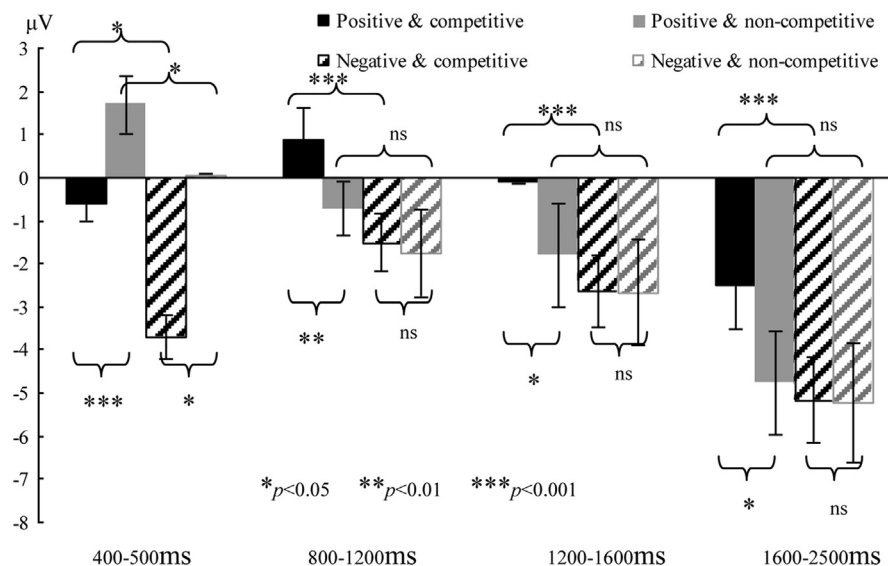 μV
Positive & competitive
Positive & non-competitive
Negative & competitive
Negative & non-competitive
3
2
1
0
-1
-2
-3
-4
-5
-6
-7
-8
*
*
***
*
***
ns
**
ns
***
ns
*
ns
***
ns
*
ns
*p<0.05 **p<0.01 ***p<0.001
400-500ms 800-1200ms 1200-1600ms 1600-2500ms